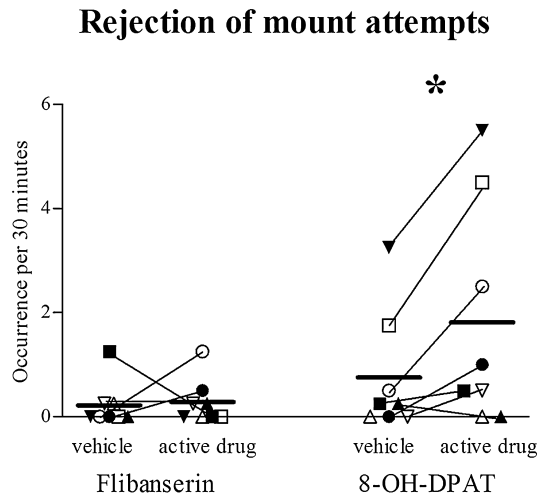 Rejection of mount attempts
*
Occurrence per 30 minutes
6
4
2
0
vehicle active drug vehicle active drug
Flibanserin 8-OH-DPAT